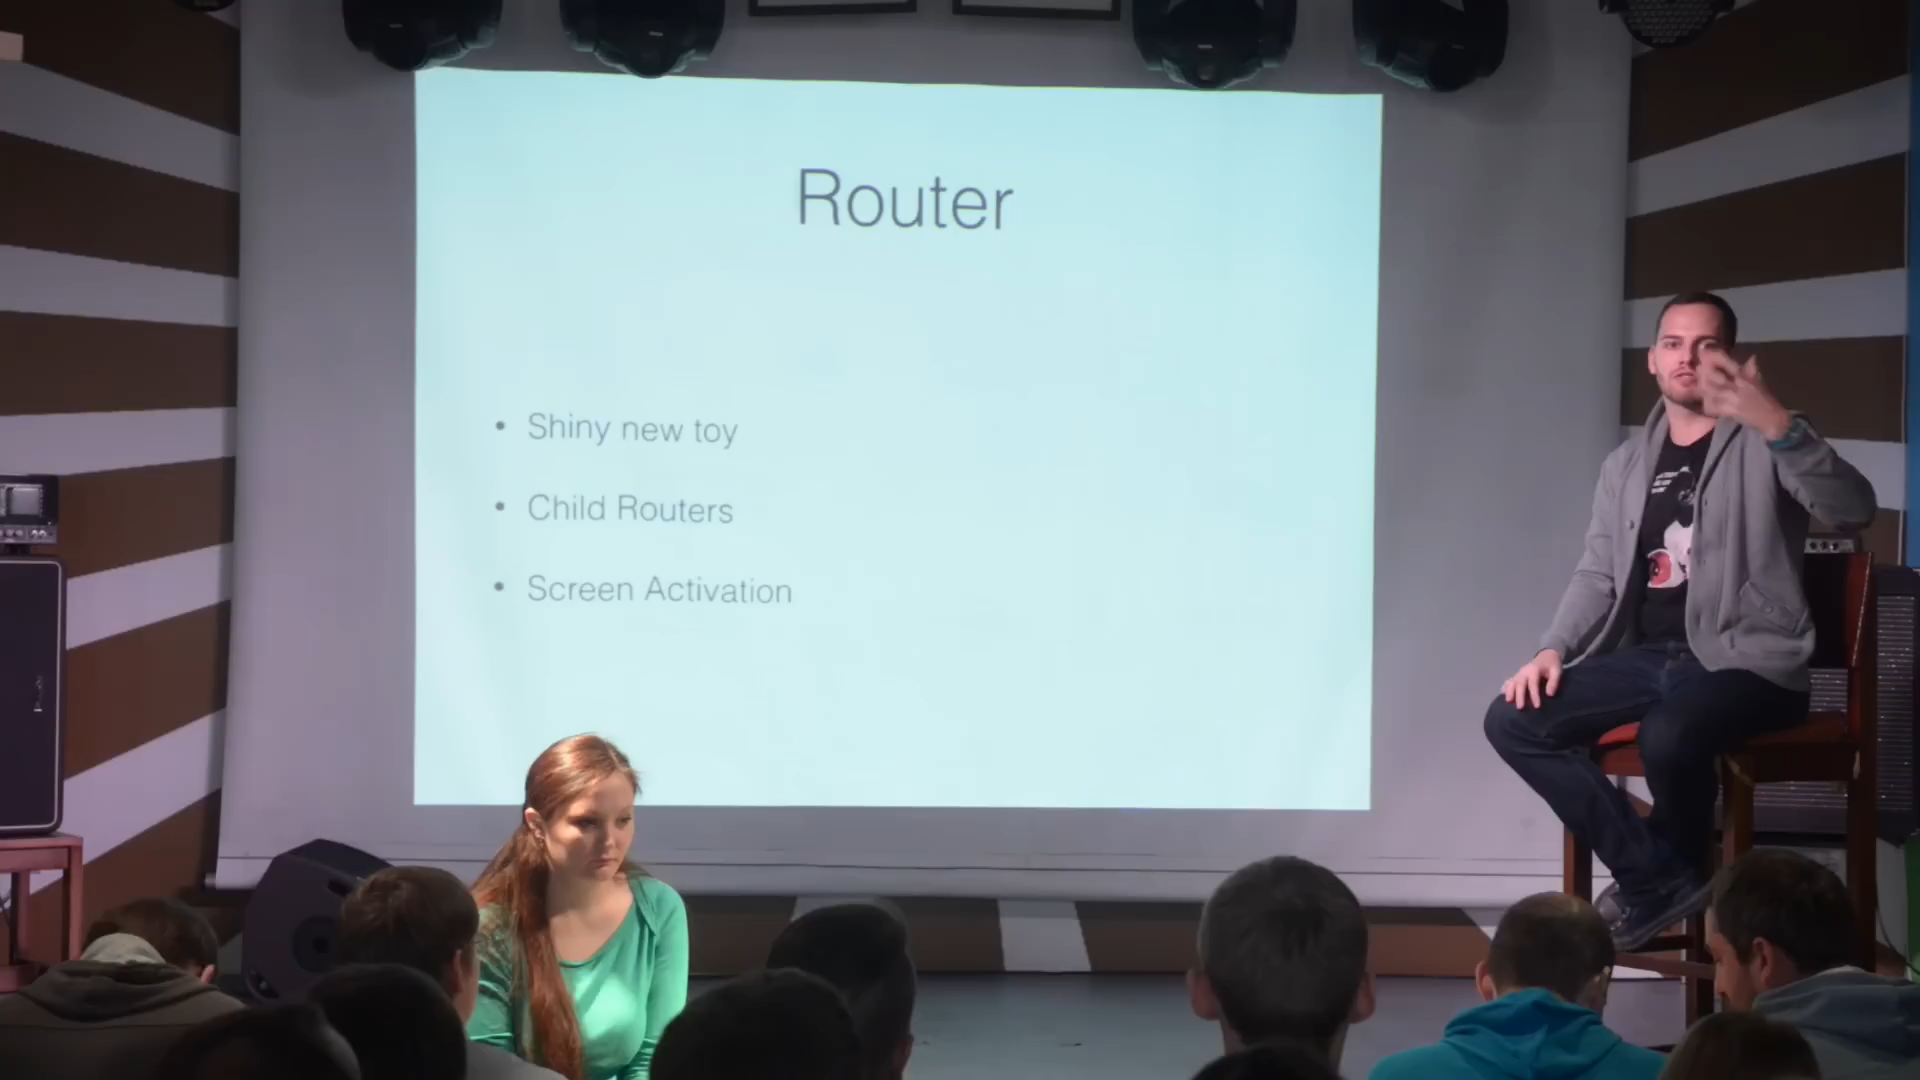 Router
• Shiny new toy
• Child Routers
• Screen Activation